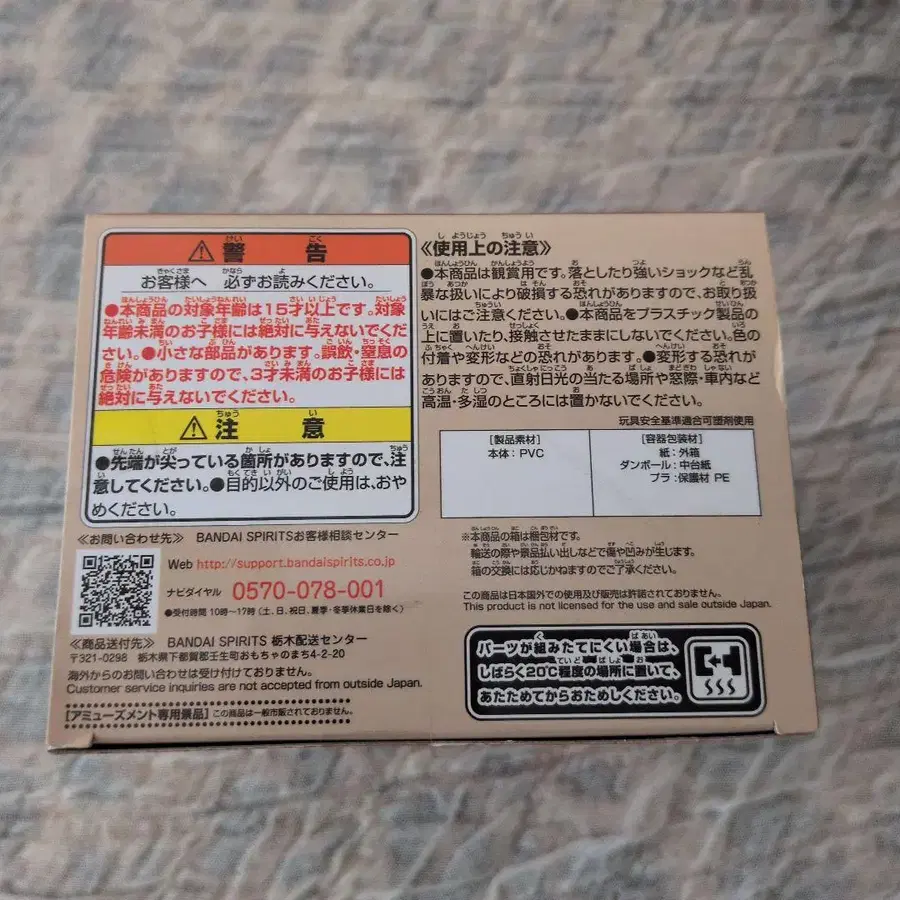 ⚠警告
お客様へ 必ずお読みください。
●本商品の対象年齢は15才以上です。対象
年齢未満のお子様には絶対に与えないでくだ
さい。●小さな部品があります。誤飲・窒息の
危険がありますので、3才未満のお子様には
絶対に与えないでください。
⚠注意
●先端が尖っている箇所がありますので、注
意してください。●目的以外のご使用は、おや
めください。
《お問い合わせ先》 BANDAI SPIRITSお客様相談センター
Web http://support.bandaispirits.co.jp
ナビダイヤル 0570-078-001
●受付時間 10時~17時(土、日、祝日、夏季・冬季休業日を除く)
《商品送付先》 BANDAI SPIRITS 栃木配送センター
〒321-0298 栃木県下都賀郡壬生町おもちゃのまち4-2-20
海外からのお問い合わせは受け付けておりません。
Customer service inquiries are not accepted from outside Japan.
【アミューズメント専用景品】 この商品は一般市販されておりません。
《使用上の注意》
●本商品は観賞用です。落としたり強いショックなど乱
暴な扱いにより破損する恐れがありますので、お取り扱
いにはご注意ください。●本商品をプラスチック製品の
上に置いたり、接触させたままにしないでください。色の
付着や変形などの恐れがあります。●変形する恐れが
ありますので、直射日光の当たる場所や窓際・車内など
高温・多湿のところには置かないでください。
玩具安全基準適合可塑剤使用
[製品素材]
本体:PVC
[容器包装材]
紙:外箱
ダンボール:中台紙
プラ:保護材 PE
※本商品の箱は梱包材です。
輸送の際や景品払い出しなどで傷や凹みが生じます。
箱の交換には応じかねますのでご了承ください。
この商品は日本国外での使用及び販売は許諾されておりません。
This product is not licensed for the use and sale outside Japan.
パーツが組みたてにくい場合は、
しばらく20℃程度の場所に置いて、
あたためてからおためしください。